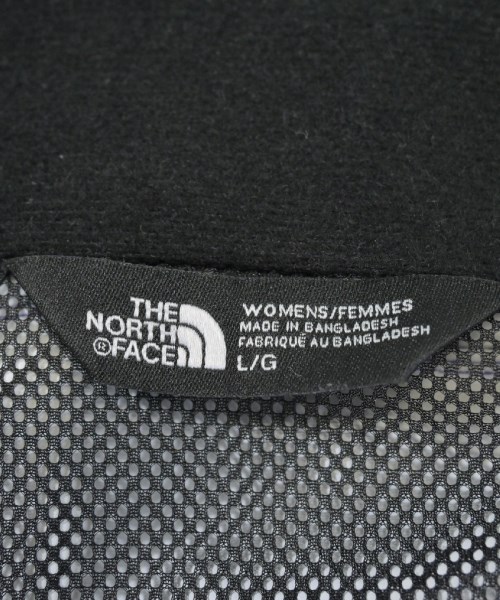 THE
NORTH
®FACE
WOMENS/FEMMES
MADE IN BANGLADESH
FABRIQUÉ AU BANGLADESH
L/G